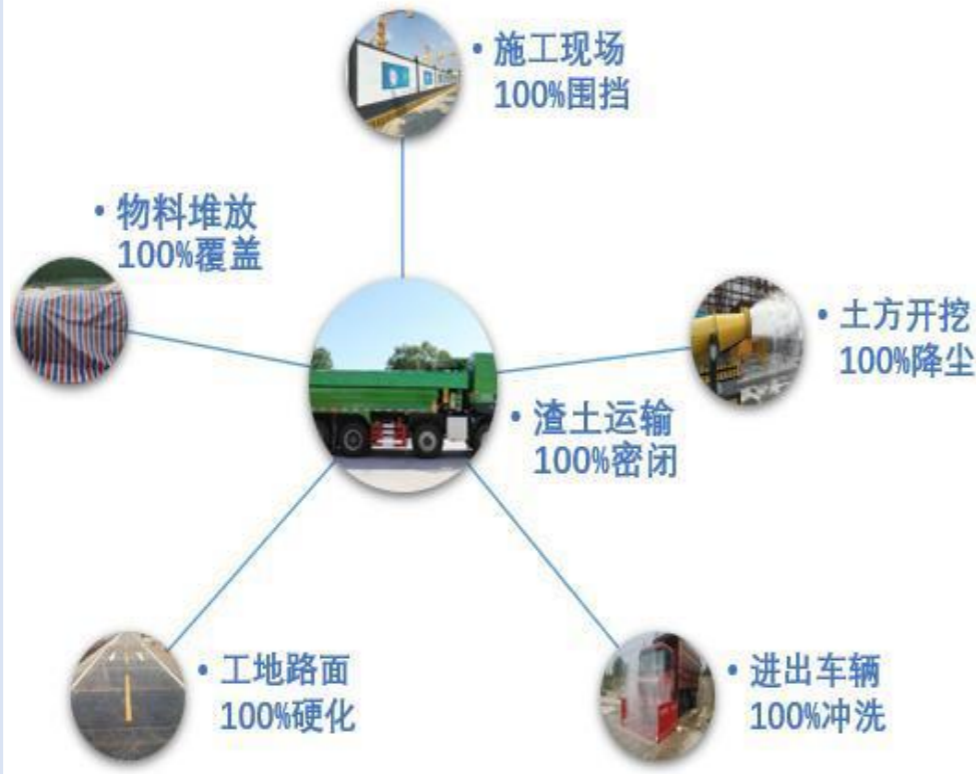 • 施工现场
100%围挡
• 物料堆放
100%覆盖
• 土方开挖
100%降尘
• 渣土运输
100%密闭
• 工地路面
100%硬化
• 进出车辆
100%冲洗